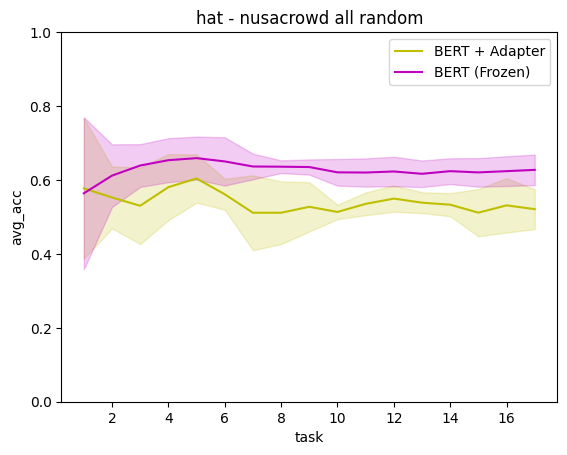 hat - nusacrowd all random
BERT + Adapter
BERT (Frozen)
avg_acc
1.0
0.8
0.6
0.4
0.2
0.0
2 4 6 8 10 12 14 16
task